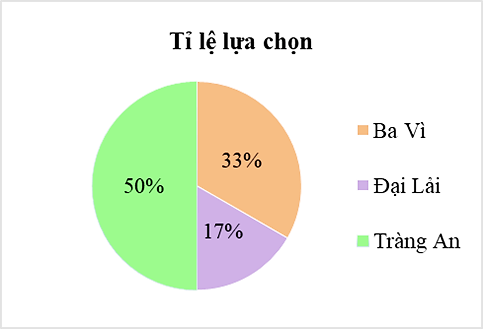 Tỉ lệ lựa chọn
33%
50%
17%
Ba Vì
Đại Lải
Tràng An